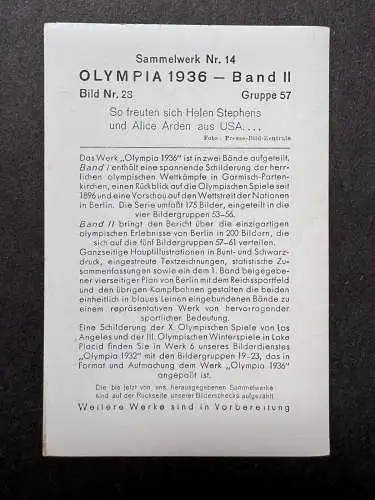 Sammelwerk Nr. 14
OLYMPIA 1936 — Band II
Bild Nr. 23 Gruppe 57
So freuten sich Helen Stephens
und Alice Arden aus USA....
Foto: Presse-Bild-Zentrale
Das Werk „Olympia 1936" ist in zwei Bände aufgeteilt.
Band I enthält eine spannende Schilderung der herr-
lichen olympischen Wettkämpfe in Garmisch-Parten-
kirchen, einen Rückblick auf die Olympischen Spiele seit
1896 und eine Vorschau auf den Wettstreit der Nationen
in Berlin. Die Serie umfaßt 175 Bilder, eingeteilt in die
vier Bildergruppen 53-56.
Band II bringt den Bericht über die einzigartigen
olympischen Erlebnisse von Berlin in 200 Bildern, die
sich auf die fünf Bildergruppen 57-61 verteilen.
Ganzseitige Hauptillustrationen in Bunt- und Schwarz-
druck, eingestreute Textzeichnungen, statistische Zu-
sammenfassungen sowie ein dem 1. Band beigegebe-
ner vierseitiger Plan von Berlin mit dem Reichssportfeld
und den übrigen Kampfbahnen gestalten die beiden
einheitlich in blaues Leinen eingebundenen Bände zu
einem repräsentativen Werk von hervorragender
sportlicher Bedeutung.
Eine Schilderung der X. Olympischen Spiele von Los
Angeles und der III. Olympischen Winterspiele in Lake
Placid finden Sie in Werk 6 unseres Bilderdienstes
„Olympia 1932" mit den Bildergruppen 19-23, das in
Format und Aufmachung dem Werk „Olympia 1936"
angepaßt ist.
Die bis jetzt von uns herausgegebenen Sammelwerke
sind auf der Rückseite unserer Bilderschecks aufgezählt.
Weitere Werke sind in Vorbereitung